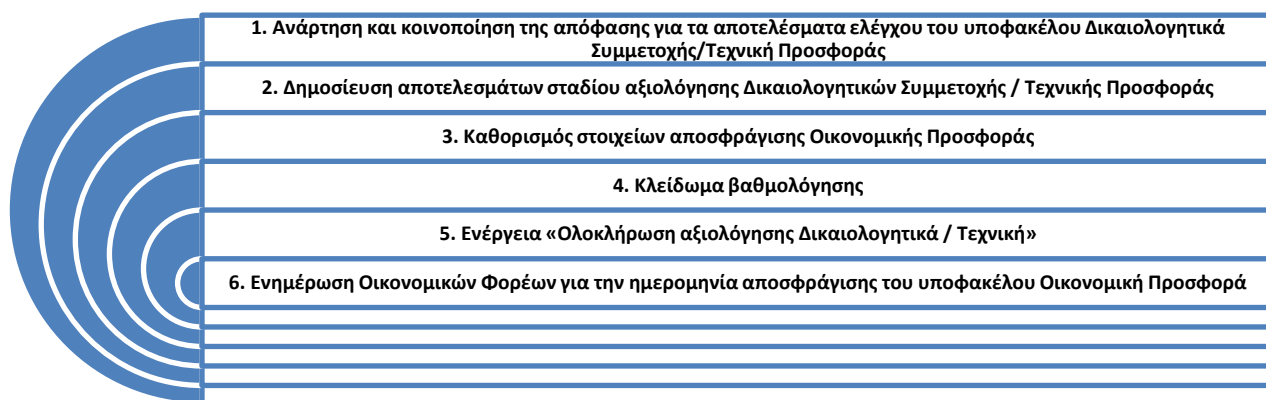 1. Ανάρτηση και κοινοποίηση της απόφασης για τα αποτελέσματα ελέγχου του υποφακέλου Δικαιολογητικά
Συμμετοχής/Τεχνική Προσφοράς
2. Δημοσίευση αποτελεσμάτων σταδίου αξιολόγησης Δικαιολογητικών Συμμετοχής / Τεχνικής Προσφοράς
3. Καθορισμός στοιχείων αποσφράγισης Οικονομικής Προσφοράς
4. Κλείδωμα βαθμολόγησης
5. Ενέργεια «Ολοκλήρωση αξιολόγησης Δικαιολογητικά / Τεχνική»
6. Ενημέρωση Οικονομικών Φορέων για την ημερομηνία αποσφράγισης του υποφακέλου Οικονομική Προσφορά